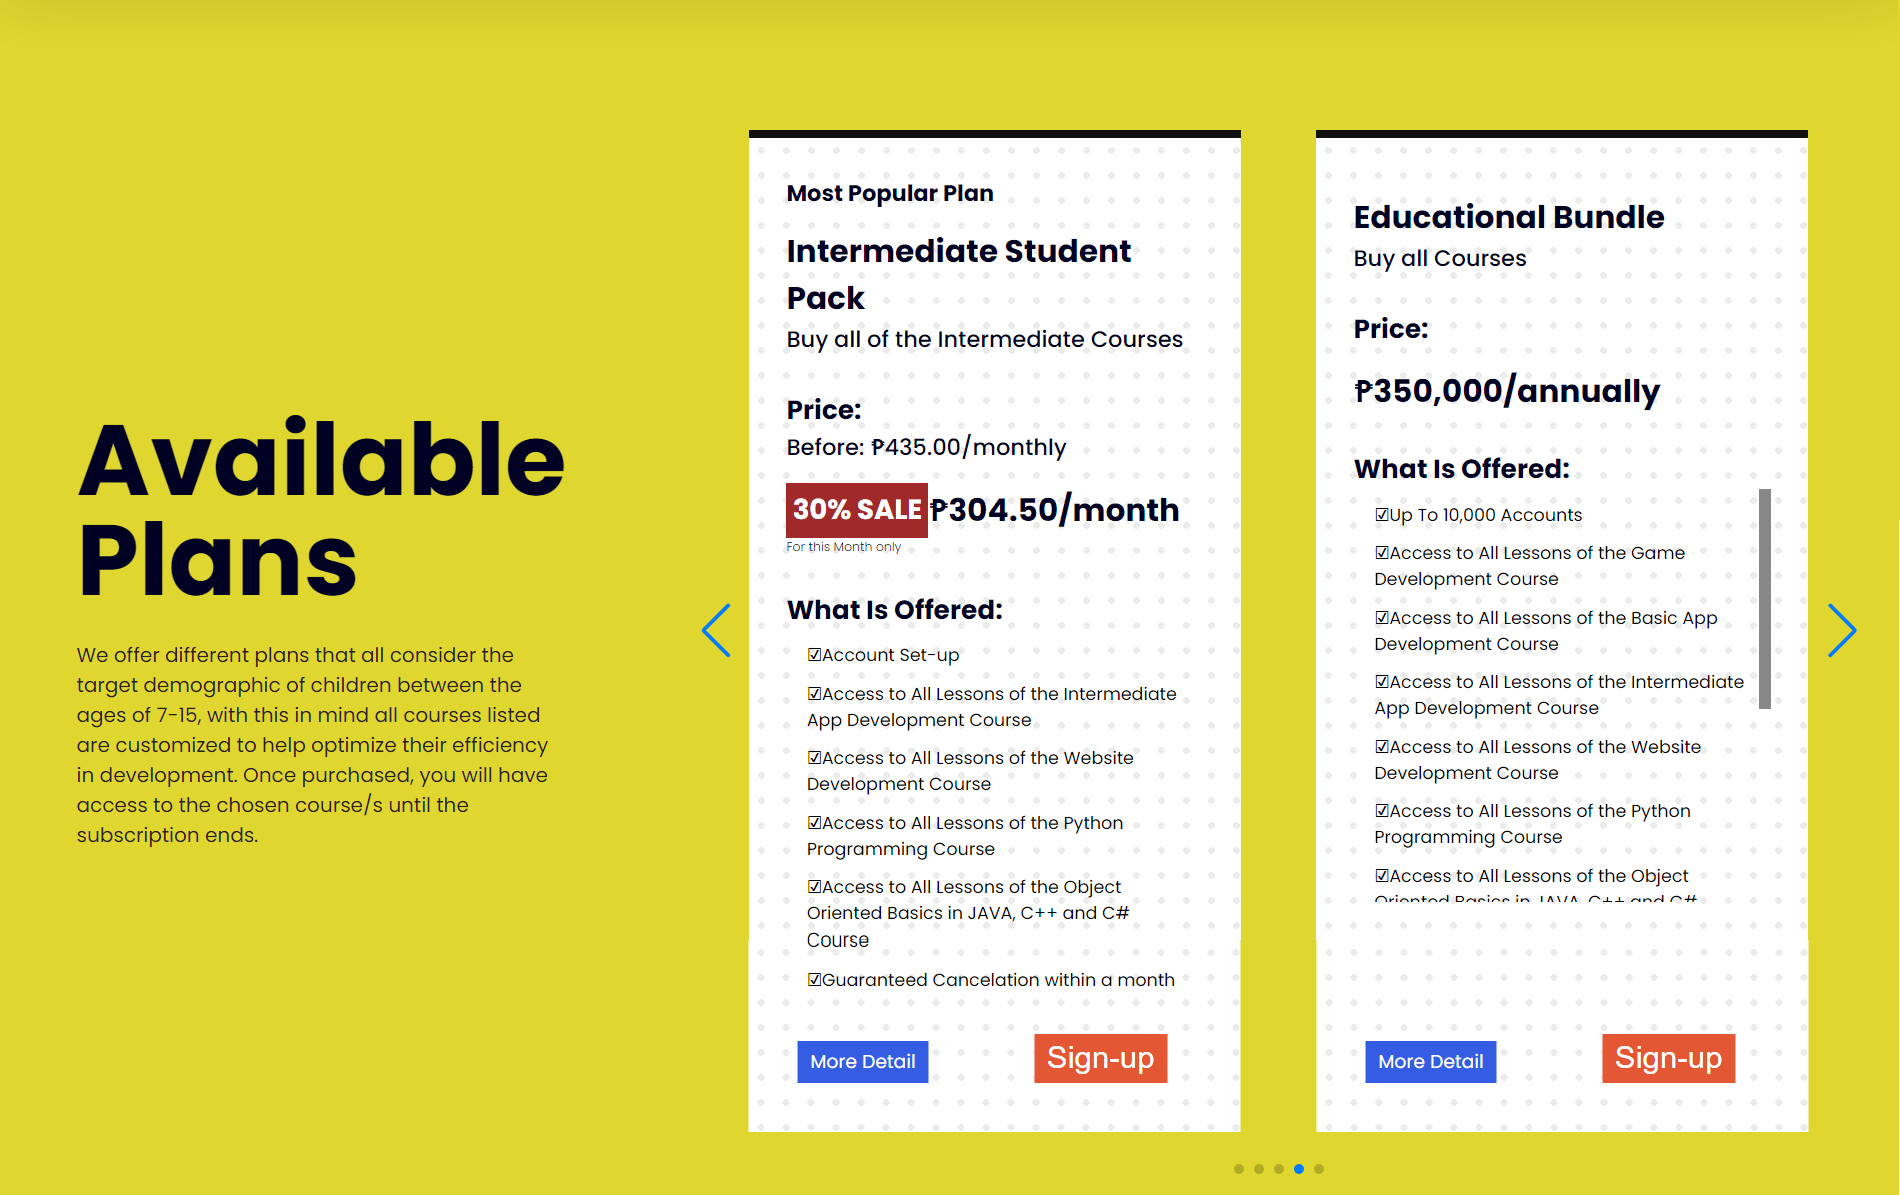 Available
Plans
We offer different plans that all consider the
target demographic of children between the
ages of 7-15, with this in mind all courses listed
are customized to help optimize their efficiency
in development. Once purchased, you will have
access to the chosen course/s until the
subscription ends.
Most Popular Plan
Intermediate Student
Pack
Buy all of the Intermediate Courses
Price:
Before: ₱435.00/monthly
30% SALE ₱304.50/month
For this Month only
What Is Offered:
☑Account Set-up
☑Access to All Lessons of the Intermediate
App Development Course
☑Access to All Lessons of the Website
Development Course
☑Access to All Lessons of the Python
Programming Course
☑Access to All Lessons of the Object
Oriented Basics in JAVA, C++ and C#
Course
☑Guaranteed Cancelation within a month
More Detail
Sign-up
Educational Bundle
Buy all Courses
Price:
₱350,000/annually
What Is Offered:
☑Up To 10,000 Accounts
☑Access to All Lessons of the Game
Development Course
☑Access to All Lessons of the Basic App
Development Course
☑Access to All Lessons of the Intermediate
App Development Course
☑Access to All Lessons of the Website
Development Course
☑Access to All Lessons of the Python
Programming Course
☑Access to All Lessons of the Object
Oriented Basics in JAVA, C++ and C#
More Detail
Sign-up